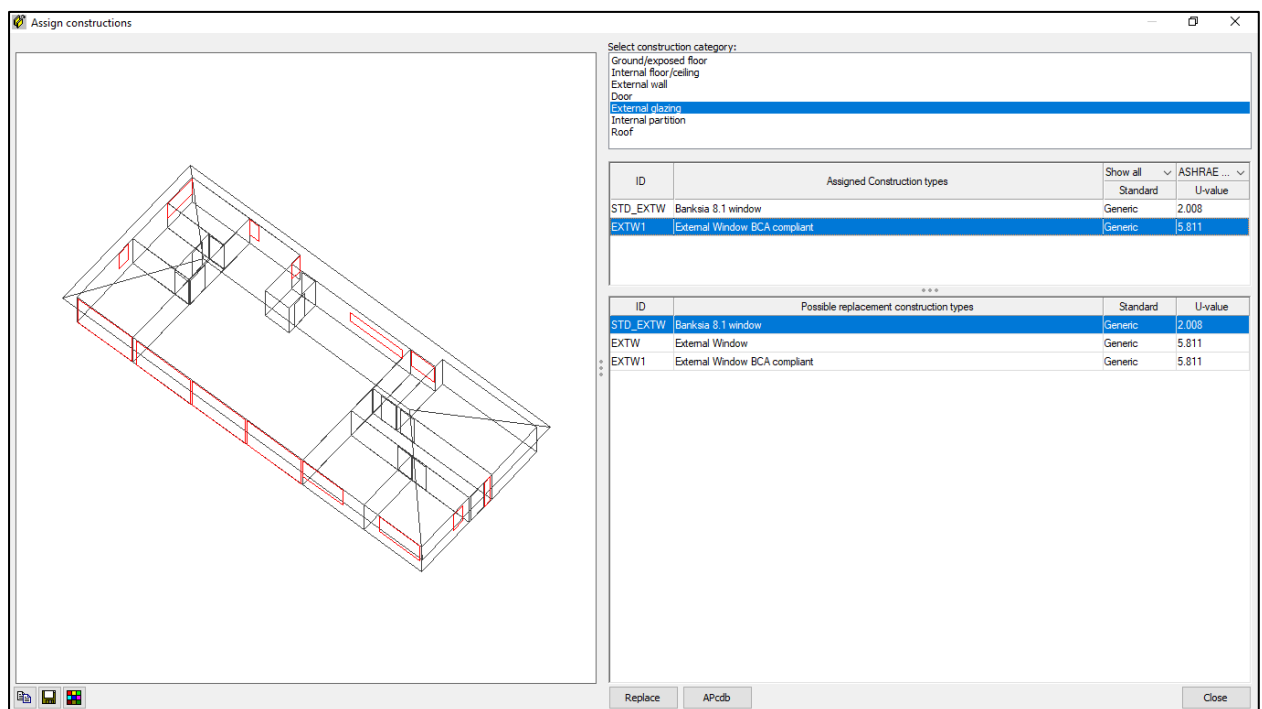 Assign constructions
Select construction category:
Ground/exposed floor
Internal floor/ceiling
External wall
Door
External glazing
Internal partition
Roof
ID Assigned Construction types Show all ASHRAE ...
Standard U-value
STD_EXTW Banksia 8.1 window Generic 2.008
EXTW1 External Window BCA compliant Generic 5.811
ID Possible replacement construction types Standard U-value
STD_EXTW Banksia 8.1 window Generic 2.008
EXTW External Window Generic 5.811
EXTW1 External Window BCA compliant Generic 5.811
Replace APcdb Close